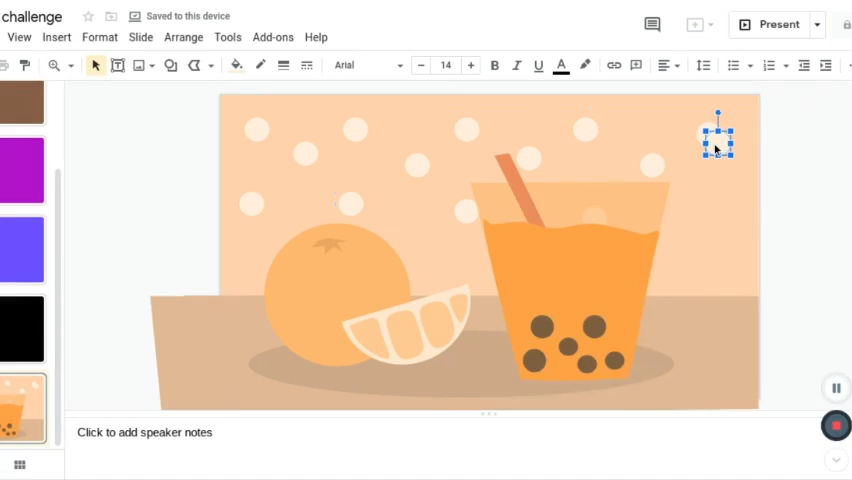 challenge
Saved to this device
View Insert Format Slide Arrange Tools Add-ons Help
Present
Arial
14
B I U A
Click to add speaker notes